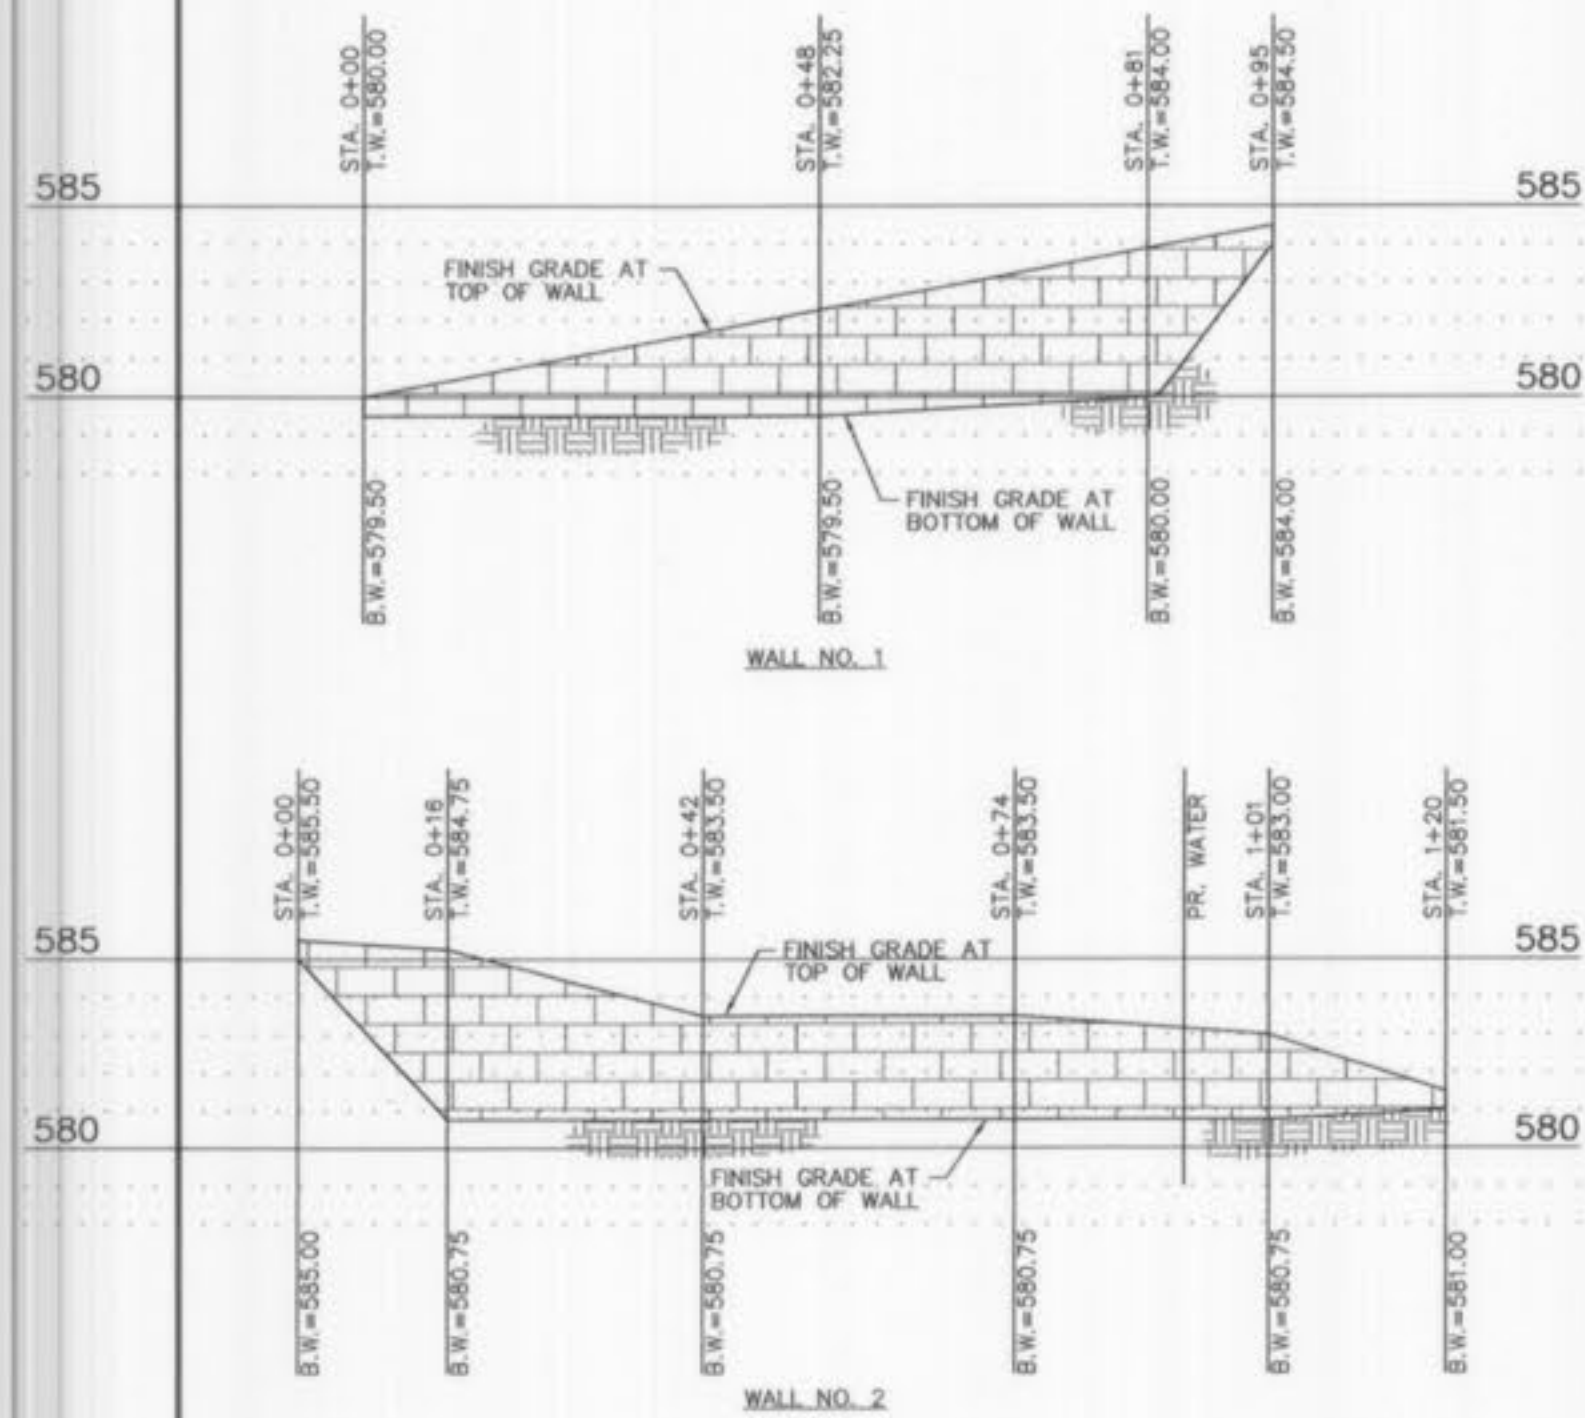 STA. 0+00
T.W.=580.00
STA. 0+48
T.W.=582.25
STA. 0+81
T.W.=584.00
STA. 0+95
T.W.=584.50
585
585
FINISH GRADE AT
TOP OF WALL
580
580
FINISH GRADE AT
BOTTOM OF WALL
B.W.=579.50
B.W.=579.50
B.W.=580.00
B.W.=584.00
WALL NO. 1
STA. 0+00
T.W.=585.50
STA. 0+16
T.W.=584.75
STA. 0+42
T.W.=583.50
STA. 0+74
T.W.=583.50
PR. WATER
STA. 1+01
T.W.=583.00
STA. 1+20
T.W.=581.50
585
585
FINISH GRADE AT
TOP OF WALL
580
580
FINISH GRADE AT
BOTTOM OF WALL
B.W.=585.00
B.W.=580.75
B.W.=580.75
B.W.=580.75
B.W.=580.75
B.W.=581.00
WALL NO. 2